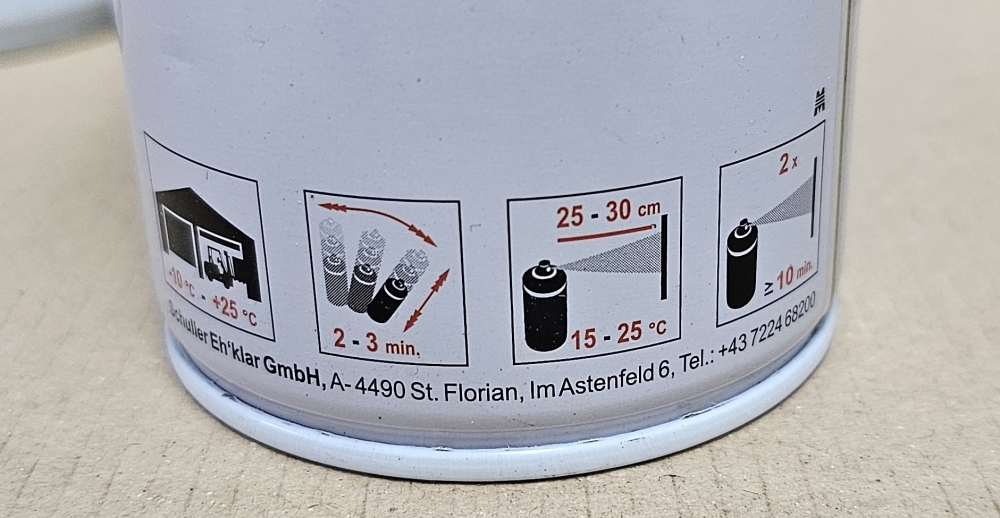 -10 °C - +25 °C
2 - 3 min.
25 - 30 cm
15 - 25 °C
2 x
≥ 10 min.
Schuller Eh'klar GmbH, A-4490 St. Florian, Im Astenfeld 6, Tel.: +43 7224 68200